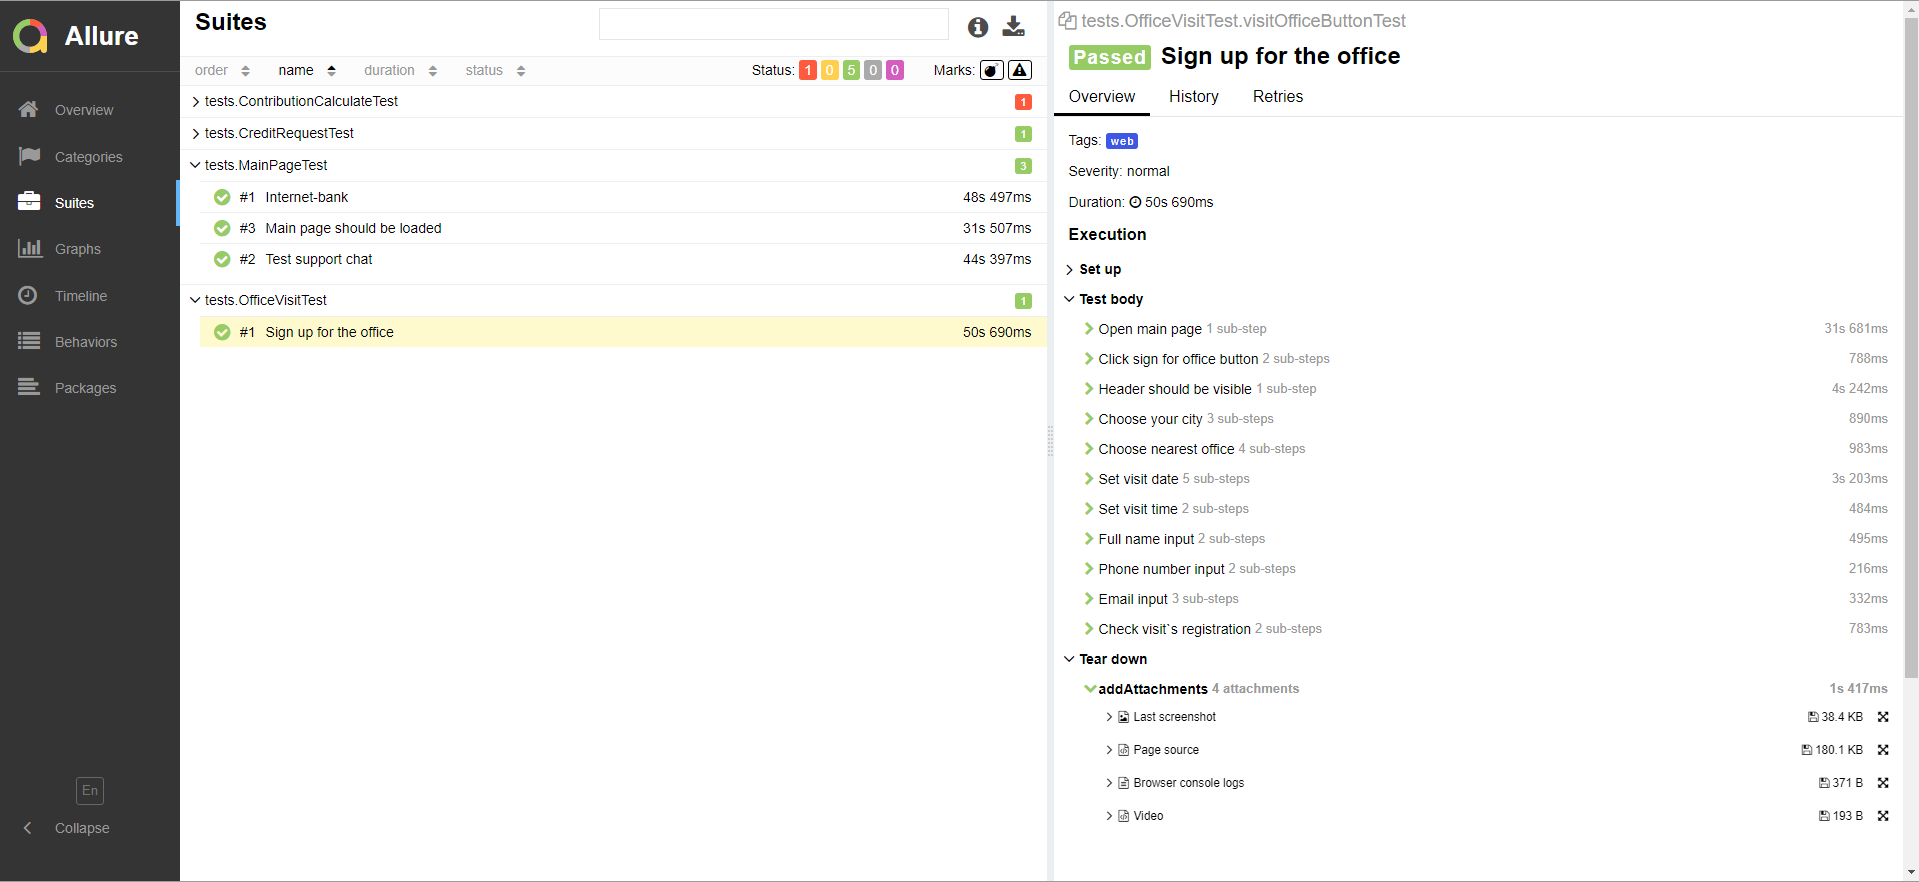 Allure
Overview
Categories
Suites
Graphs
Timeline
Behaviors
Packages
En
Collapse
Suites
order name duration status Status: 1 0 5 0 0 Marks:
tests.ContributionCalculateTest 1
tests.CreditRequestTest 1
tests.MainPageTest 3
#1 Internet-bank 48s 497ms
#3 Main page should be loaded 31s 507ms
#2 Test support chat 44s 397ms
tests.OfficeVisitTest 1
#1 Sign up for the office 50s 690ms
tests.OfficeVisitTest.visitOfficeButtonTest
Passed Sign up for the office
Overview History Retries
Tags: web
Severity: normal
Duration: 50s 690ms
Execution
Set up
Test body
Open main page 1 sub-step 31s 681ms
Click sign for office button 2 sub-steps 788ms
Header should be visible 1 sub-step 4s 242ms
Choose your city 3 sub-steps 890ms
Choose nearest office 4 sub-steps 983ms
Set visit date 5 sub-steps 3s 203ms
Set visit time 2 sub-steps 484ms
Full name input 2 sub-steps 495ms
Phone number input 2 sub-steps 216ms
Email input 3 sub-steps 332ms
Check visit`s registration 2 sub-steps 783ms
Tear down
addAttachments 4 attachments 1s 417ms
Last screenshot 38.4 KB
Page source 180.1 KB
Browser console logs 371 B
Video 193 B